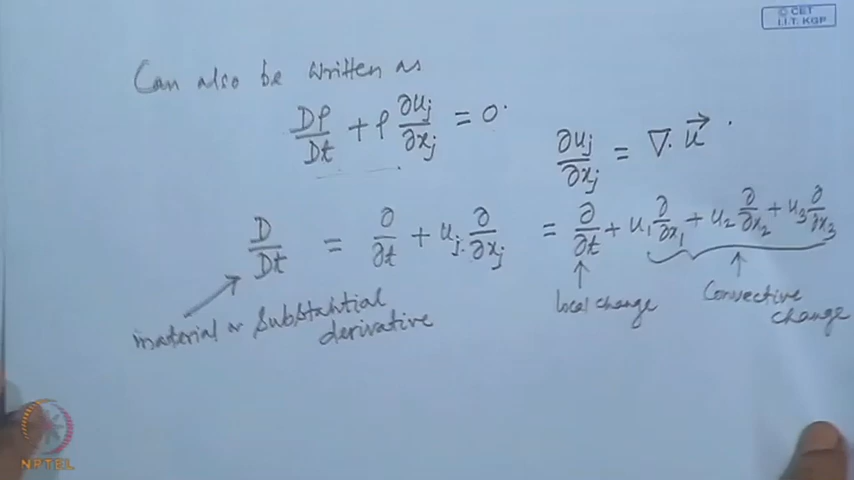 © CET
I.I.T. KGP
Can also be written as
Dρ/Dt + ρ ∂u_j/∂x_j = 0.
∂u_j/∂x_j = ∇. u⃗ .
D/Dt = ∂/∂t + u_j ∂/∂x_j = ∂/∂t + u_1 ∂/∂x_1 + u_2 ∂/∂x_2 + u_3 ∂/∂x_3
material or Substantial
derivative
local change
Convective
change
NPTEL